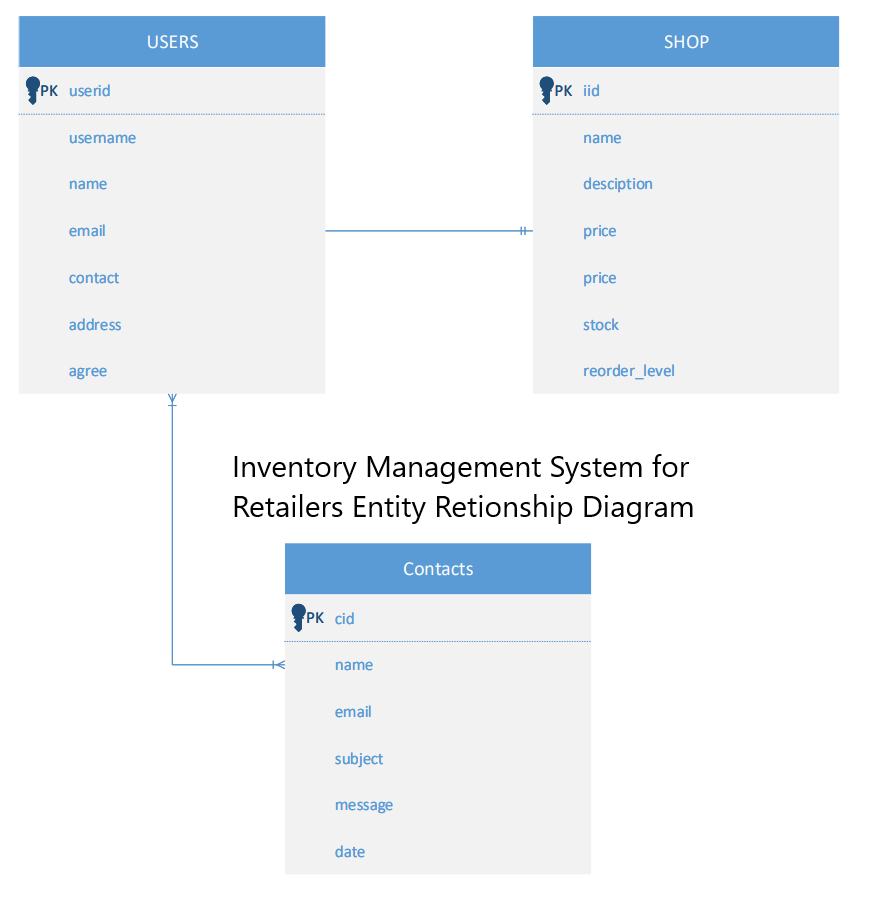 USERS
PK userid
username
name
email
contact
address
agree
SHOP
PK iid
name
desciption
price
price
stock
reorder_level
Inventory Management System for
Retailers Entity Retionship Diagram
Contacts
PK cid
name
email
subject
message
date